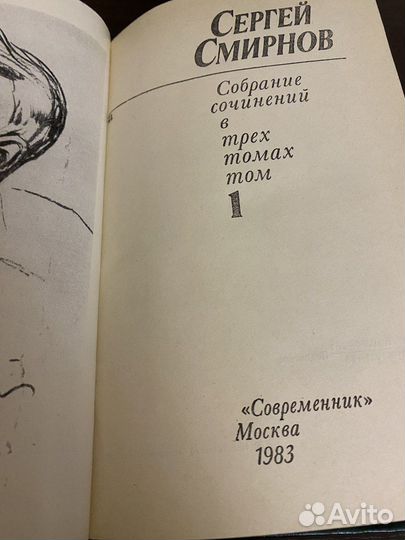 СЕРГЕЙ
СМИРНОВ
Собрание
сочинений
в
трех
томах
том
1
«Современник»
Москва
1983
Avito